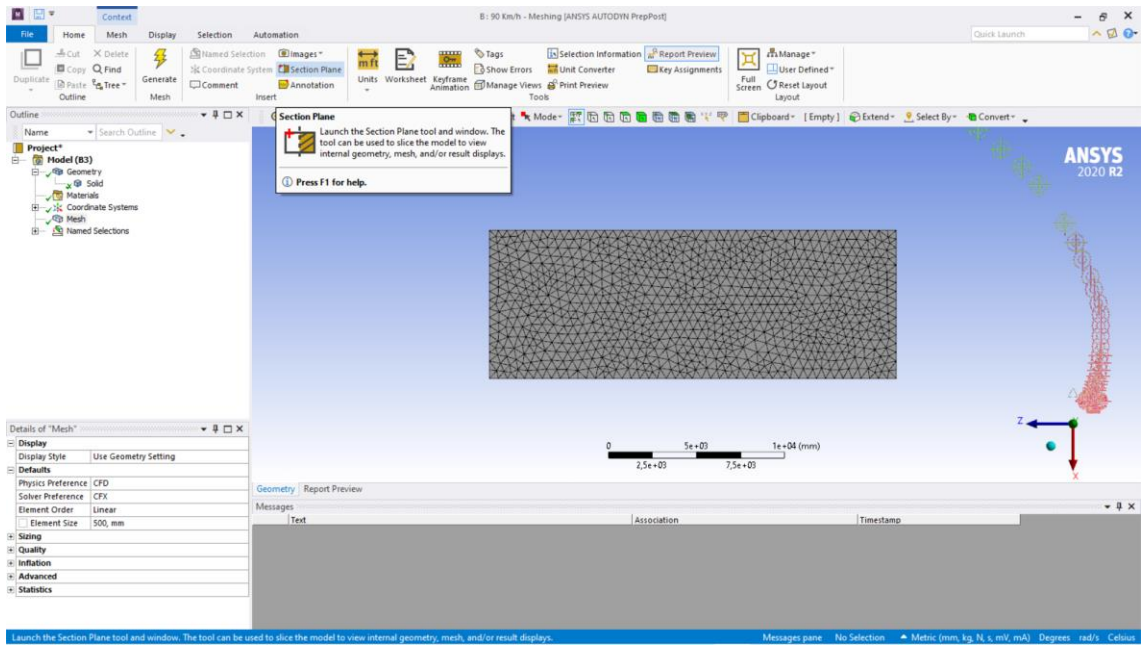 Context
B : 90 Km/h - Meshing [ANSYS AUTODYN PrepPost]
File Home Mesh Display Selection Automation
Quick Launch
Duplicate
Cut
Copy
Paste
Delete
Find
Tree
Outline
Generate
Mesh
Named Selection
Coordinate System
Comment
Images
Section Plane
Annotation
Insert
Units
Worksheet
Keyframe
Animation
Tags
Show Errors
Manage Views
Selection Information
Unit Converter
Print Preview
Report Preview
Key Assignments
Tools
Full
Screen
Manage
User Defined
Reset Layout
Layout
Outline
Name
Search Outline
Mode
Clipboard
[ Empty ]
Extend
Select By
Convert
Section Plane
Launch the Section Plane tool and window. The
tool can be used to slice the model to view
internal geometry, mesh, and/or result displays.
Press F1 for help.
Project*
Model (B3)
Geometry
Solid
Materials
Coordinate Systems
Mesh
Named Selections
ANSYS
2020 R2
Z
X
0 5e+03 1e+04 (mm)
2,5e+03 7,5e+03
Details of "Mesh"
Display
Display Style Use Geometry Setting
Defaults
Physics Preference CFD
Solver Preference CFX
Element Order Linear
Element Size 500, mm
Sizing
Quality
Inflation
Advanced
Statistics
Geometry Report Preview
Messages
Text Association Timestamp
Launch the Section Plane tool and window. The tool can be used to slice the model to view internal geometry, mesh, and/or result displays.
Messages pane No Selection Metric (mm, kg, N, s, mV, mA) Degrees rad/s Celsius